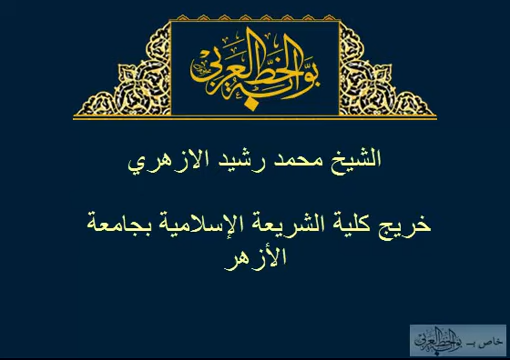 بوابة الخط العربي
الشيخ محمد رشيد الازهري
خريج كلية الشريعة الإسلامية بجامعة
الأزهر
خاص بـ بوابة الخط العربي